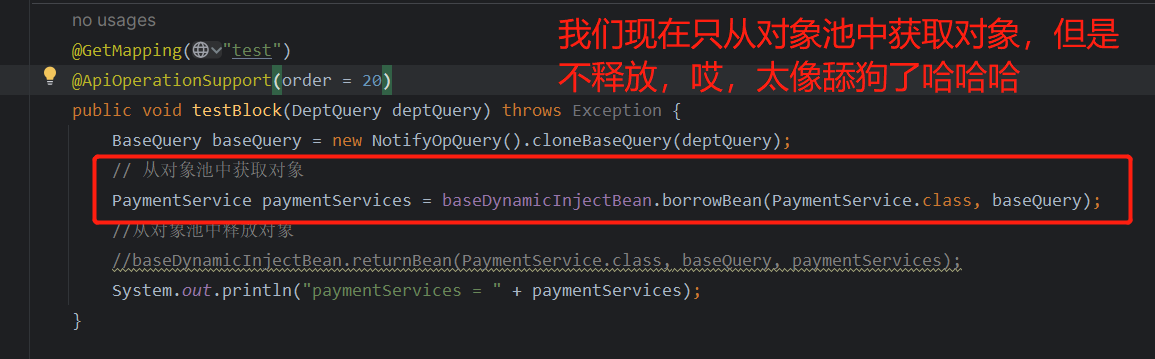 no usages
@GetMapping("test")
@ApiOperationSupport(order = 20)
我们现在只从对象池中获取对象，但是
不释放，哎，太像舔狗了哈哈哈
public void testBlock(DeptQuery deptQuery) throws Exception {
BaseQuery baseQuery = new NotifyOpQuery().cloneBaseQuery(deptQuery);
// 从对象池中获取对象
PaymentService paymentServices = baseDynamicInjectBean.borrowBean(PaymentService.class, baseQuery);
//从对象池中释放对象
//baseDynamicInjectBean.returnBean(PaymentService.class, baseQuery, paymentServices);
System.out.println("paymentServices = " + paymentServices);
}